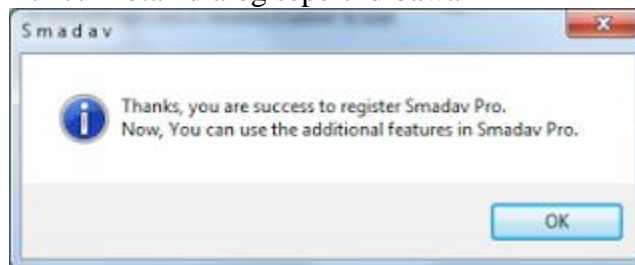 Smadav
Thanks, you are success to register Smadav Pro.
Now, You can use the additional features in Smadav Pro.
OK